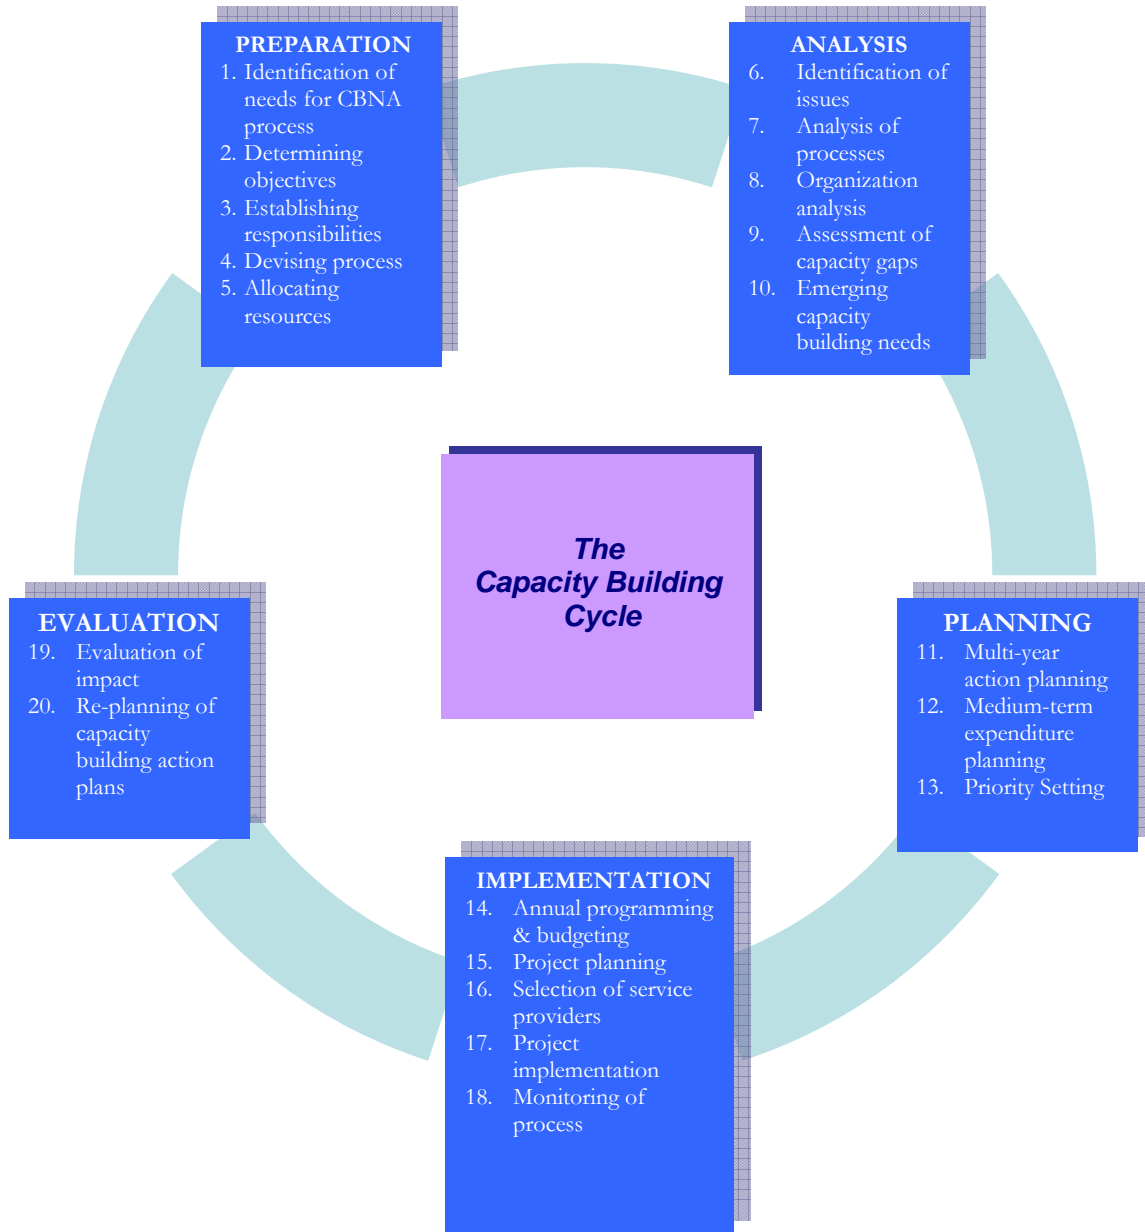 PREPARATION
1. Identification of
needs for CBNA
process
2. Determining
objectives
3. Establishing
responsibilities
4. Devising process
5. Allocating
resources
ANALYSIS
6. Identification of
issues
7. Analysis of
processes
8. Organization
analysis
9. Assessment of
capacity gaps
10. Emerging
capacity
building needs
The
Capacity Building
Cycle
EVALUATION
19. Evaluation of
impact
20. Re-planning of
capacity
building action
plans
PLANNING
11. Multi-year
action planning
12. Medium-term
expenditure
planning
13. Priority Setting
IMPLEMENTATION
14. Annual programming
& budgeting
15. Project planning
16. Selection of service
providers
17. Project
implementation
18. Monitoring of
process